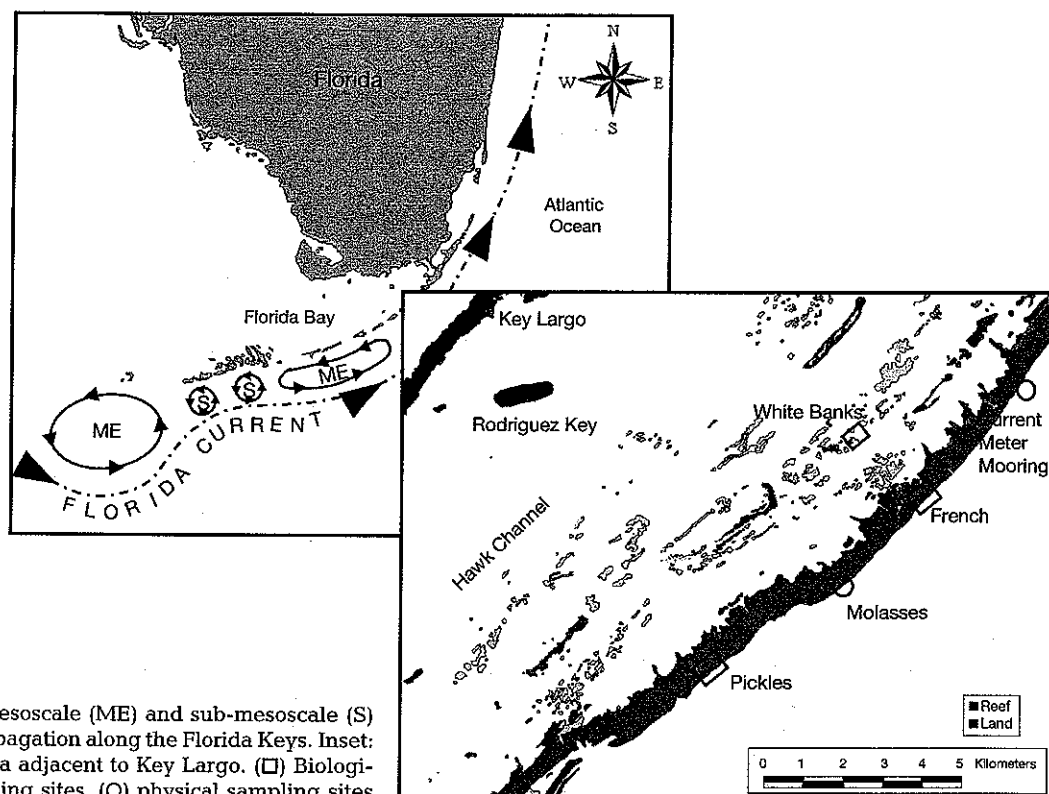 Florida
N
W E
S
Atlantic
Ocean
Florida Bay
ME
S
S
ME
FLORIDA CURRENT
Key Largo
Rodriguez Key
White Banks
Current
Meter
Mooring
French
Hawk Channel
Molasses
Pickles
Reef
Land
0 1 2 3 4 5 Kilometers
esoscale (ME) and sub-mesoscale (S)
pagation along the Florida Keys. Inset:
a adjacent to Key Largo. (□) Biologi-
ing sites, (O) physical sampling sites